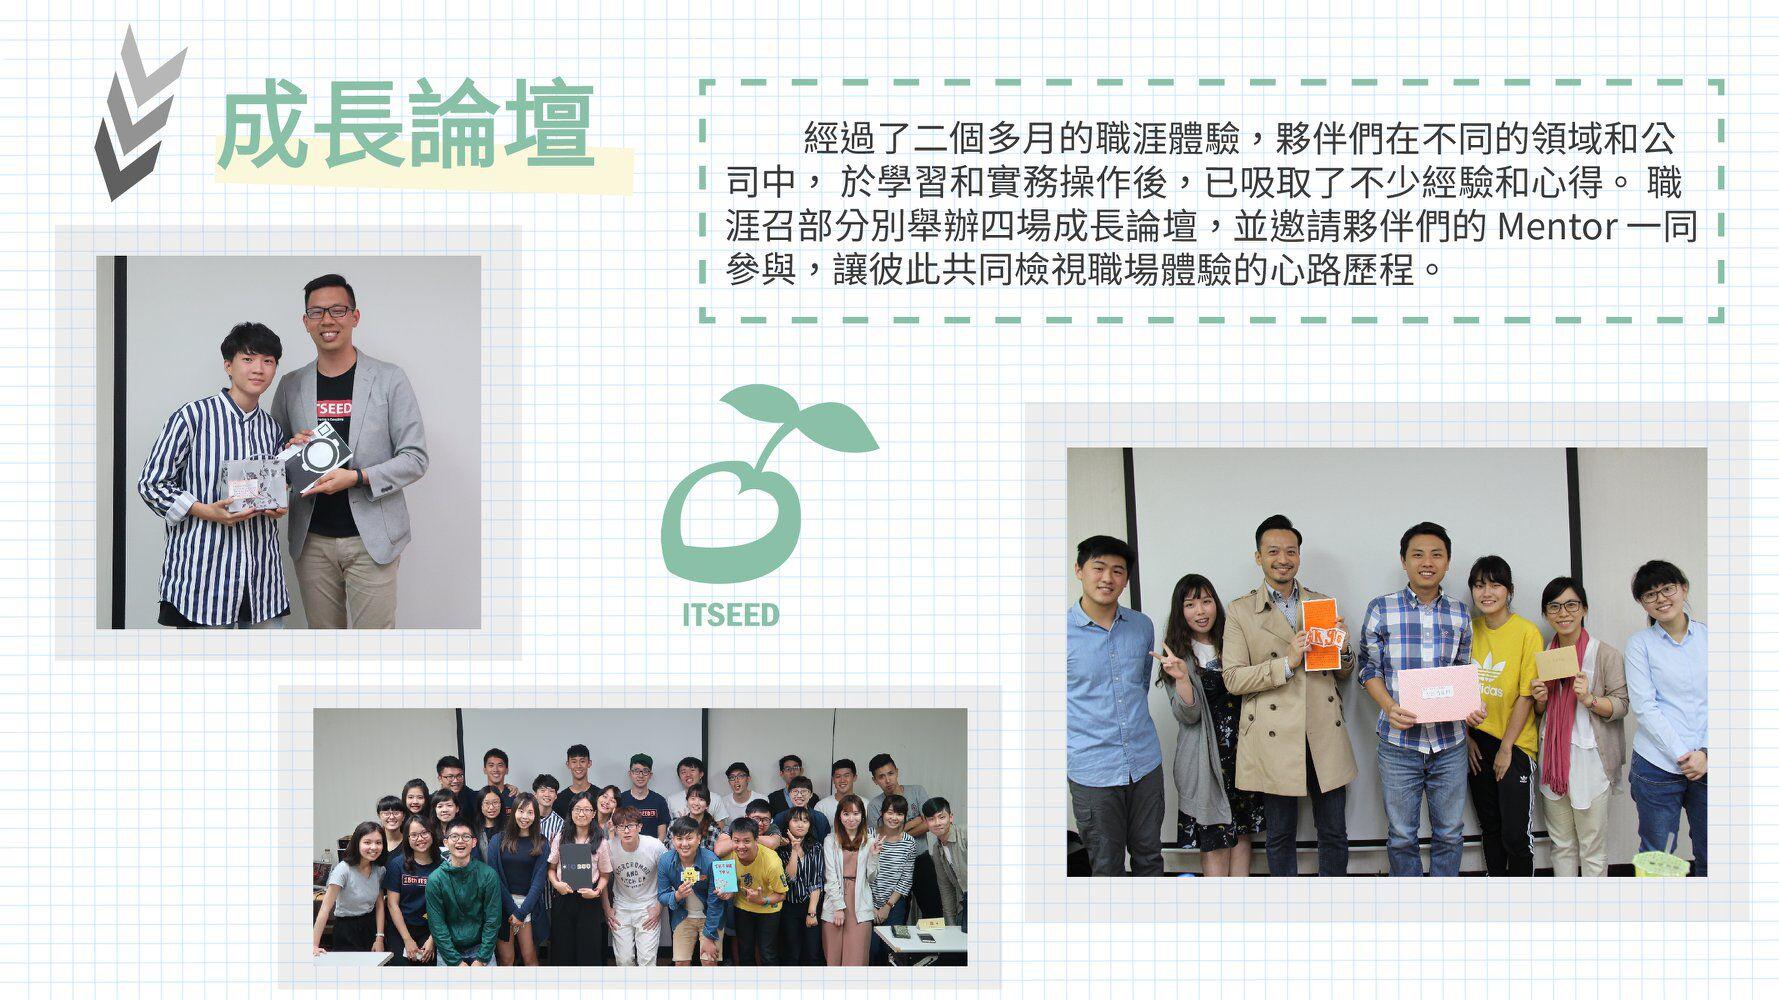 成長論壇
經過了二個多月的職涯體驗，夥伴們在不同的領域和公
司中， 於學習和實務操作後，已吸取了不少經驗和心得。 職
涯召部分別舉辦四場成長論壇，並邀請夥伴們的 Mentor 一同
參與，讓彼此共同檢視職場體驗的心路歷程。
TSEED
ITSEED
THANK
YOU